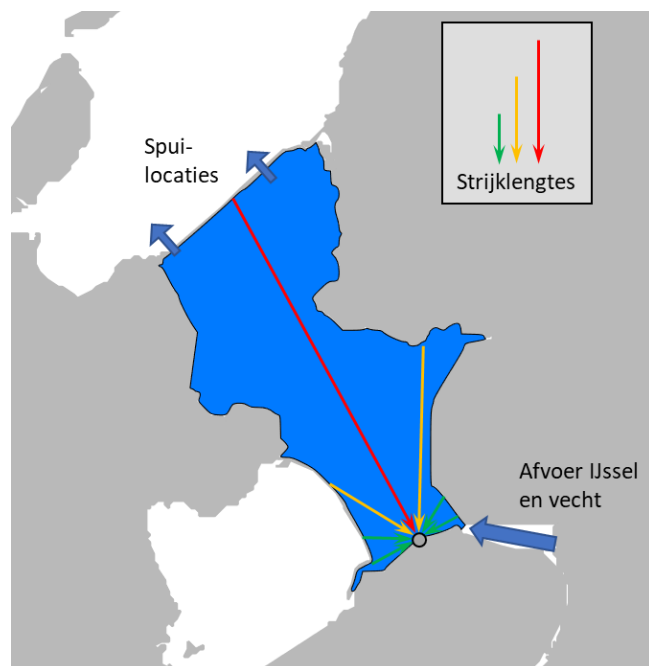 Spui-
locaties
Strijklengtes
Afvoer IJssel
en vecht